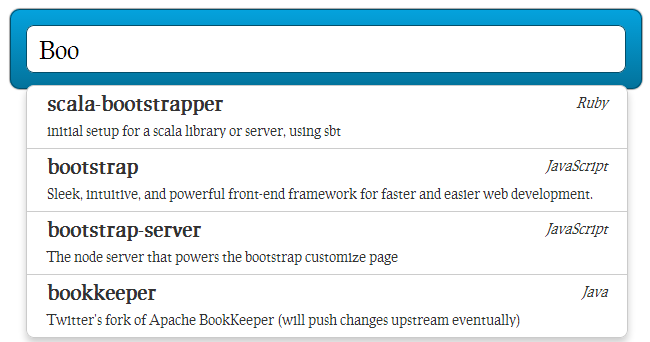 Boo
scala-bootstrapper Ruby
initial setup for a scala library or server, using sbt
bootstrap JavaScript
Sleek, intuitive, and powerful front-end framework for faster and easier web development.
bootstrap-server JavaScript
The node server that powers the bootstrap customize page
bookkeeper Java
Twitter's fork of Apache BookKeeper (will push changes upstream eventually)